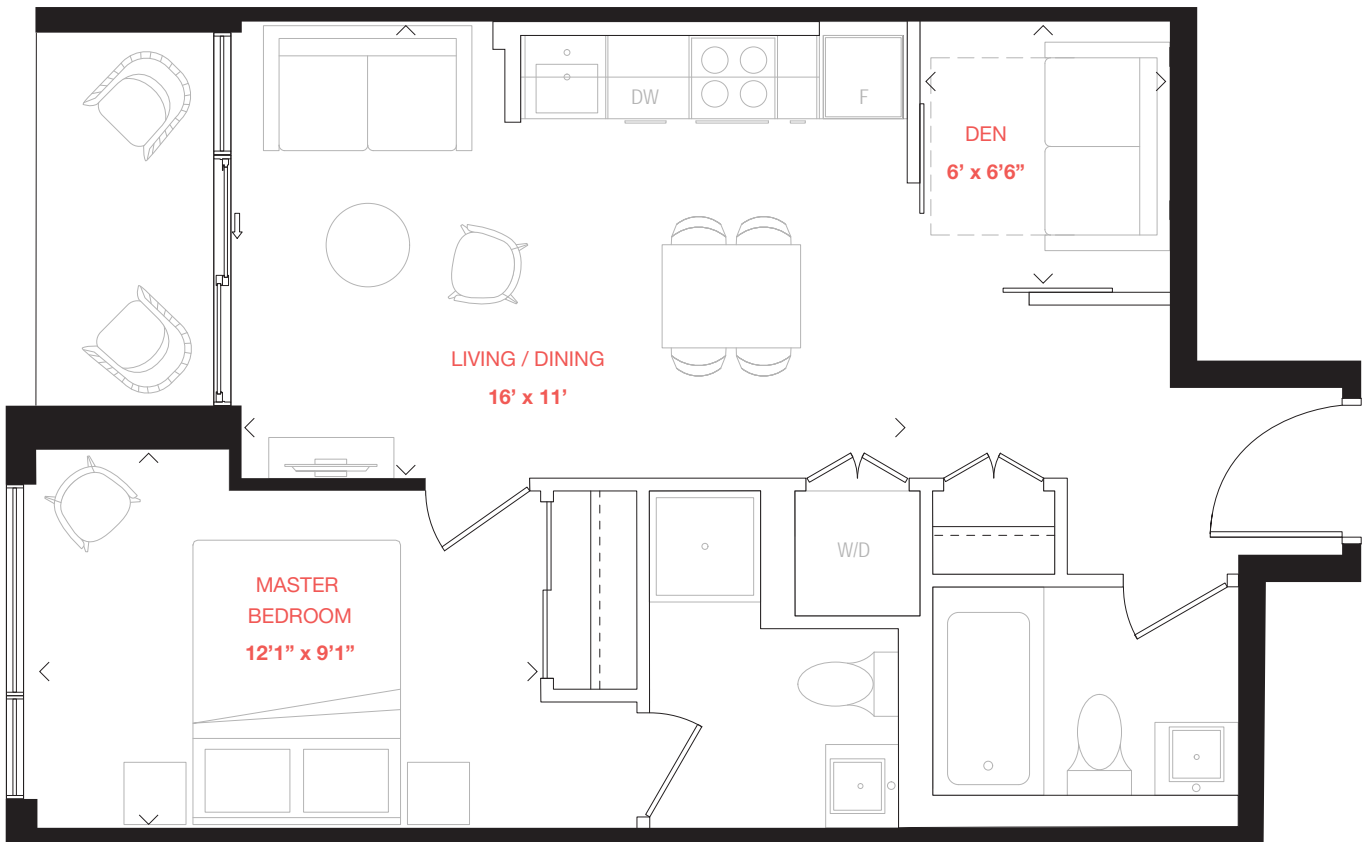 DW
F
DEN
6’ x 6’6”
LIVING / DINING
16’ x 11’
W/D
MASTER
BEDROOM
12’1” x 9’1”